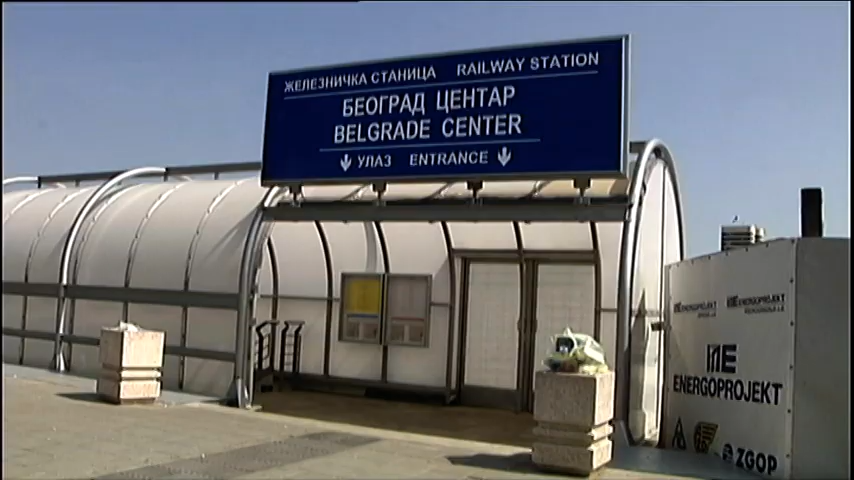 ЖЕЛЕЗНИЧКА СТАНИЦА RAILWAY STATION
БЕОГРАД ЦЕНТАР
BELGRADE CENTER
УЛАЗ ENTRANCE
ENERGOPROJEKT ENERGOPROJEKT
ENERGOPROJEKT
ZGOP